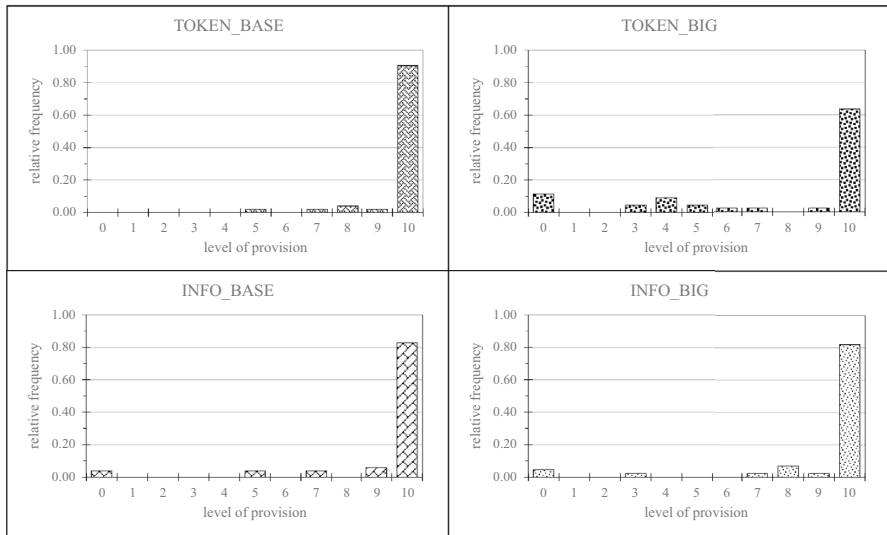 TOKEN_BASE
1.00
0.80
0.60
0.40
0.20
0.00
relative frequency
0 1 2 3 4 5 6 7 8 9 10
level of provision
TOKEN_BIG
1.00
0.80
0.60
0.40
0.20
0.00
relative frequency
0 1 2 3 4 5 6 7 8 9 10
level of provision
INFO_BASE
1.00
0.80
0.60
0.40
0.20
0.00
relative frequency
0 1 2 3 4 5 6 7 8 9 10
level of provision
INFO_BIG
1.00
0.80
0.60
0.40
0.20
0.00
relative frequency
0 1 2 3 4 5 6 7 8 9 10
level of provision